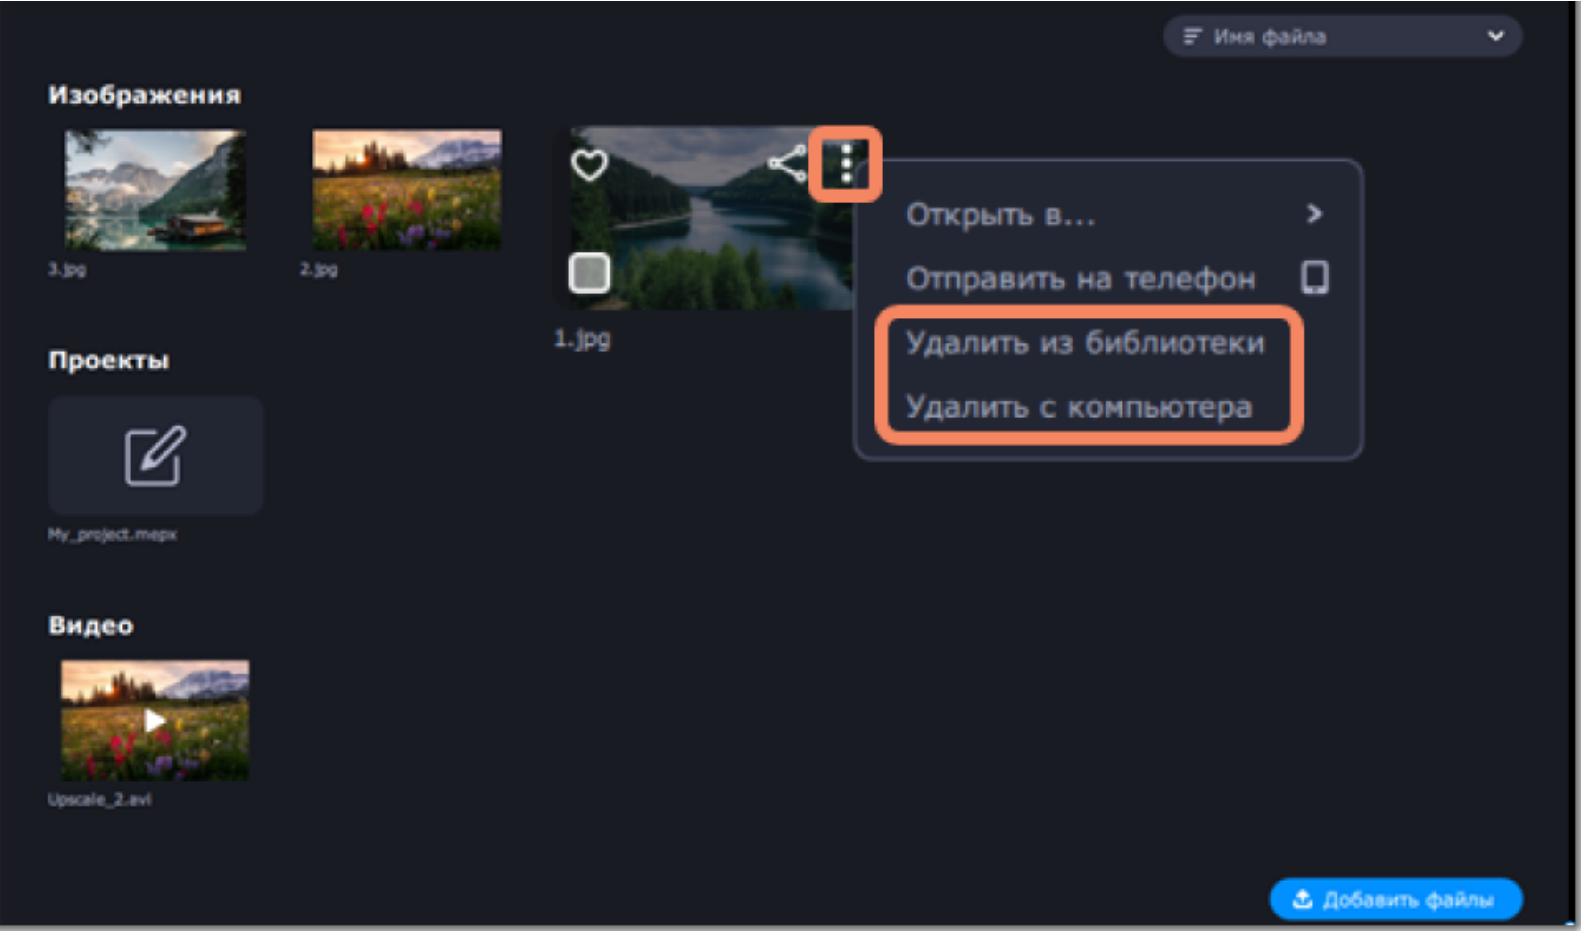 Имя файла
Изображения
3.jpg
2.jpg
1.jpg
Открыть в...
Отправить на телефон
Удалить из библиотеки
Удалить с компьютера
Проекты
My_project.mepx
Видео
Upscale_2.avi
Добавить файлы